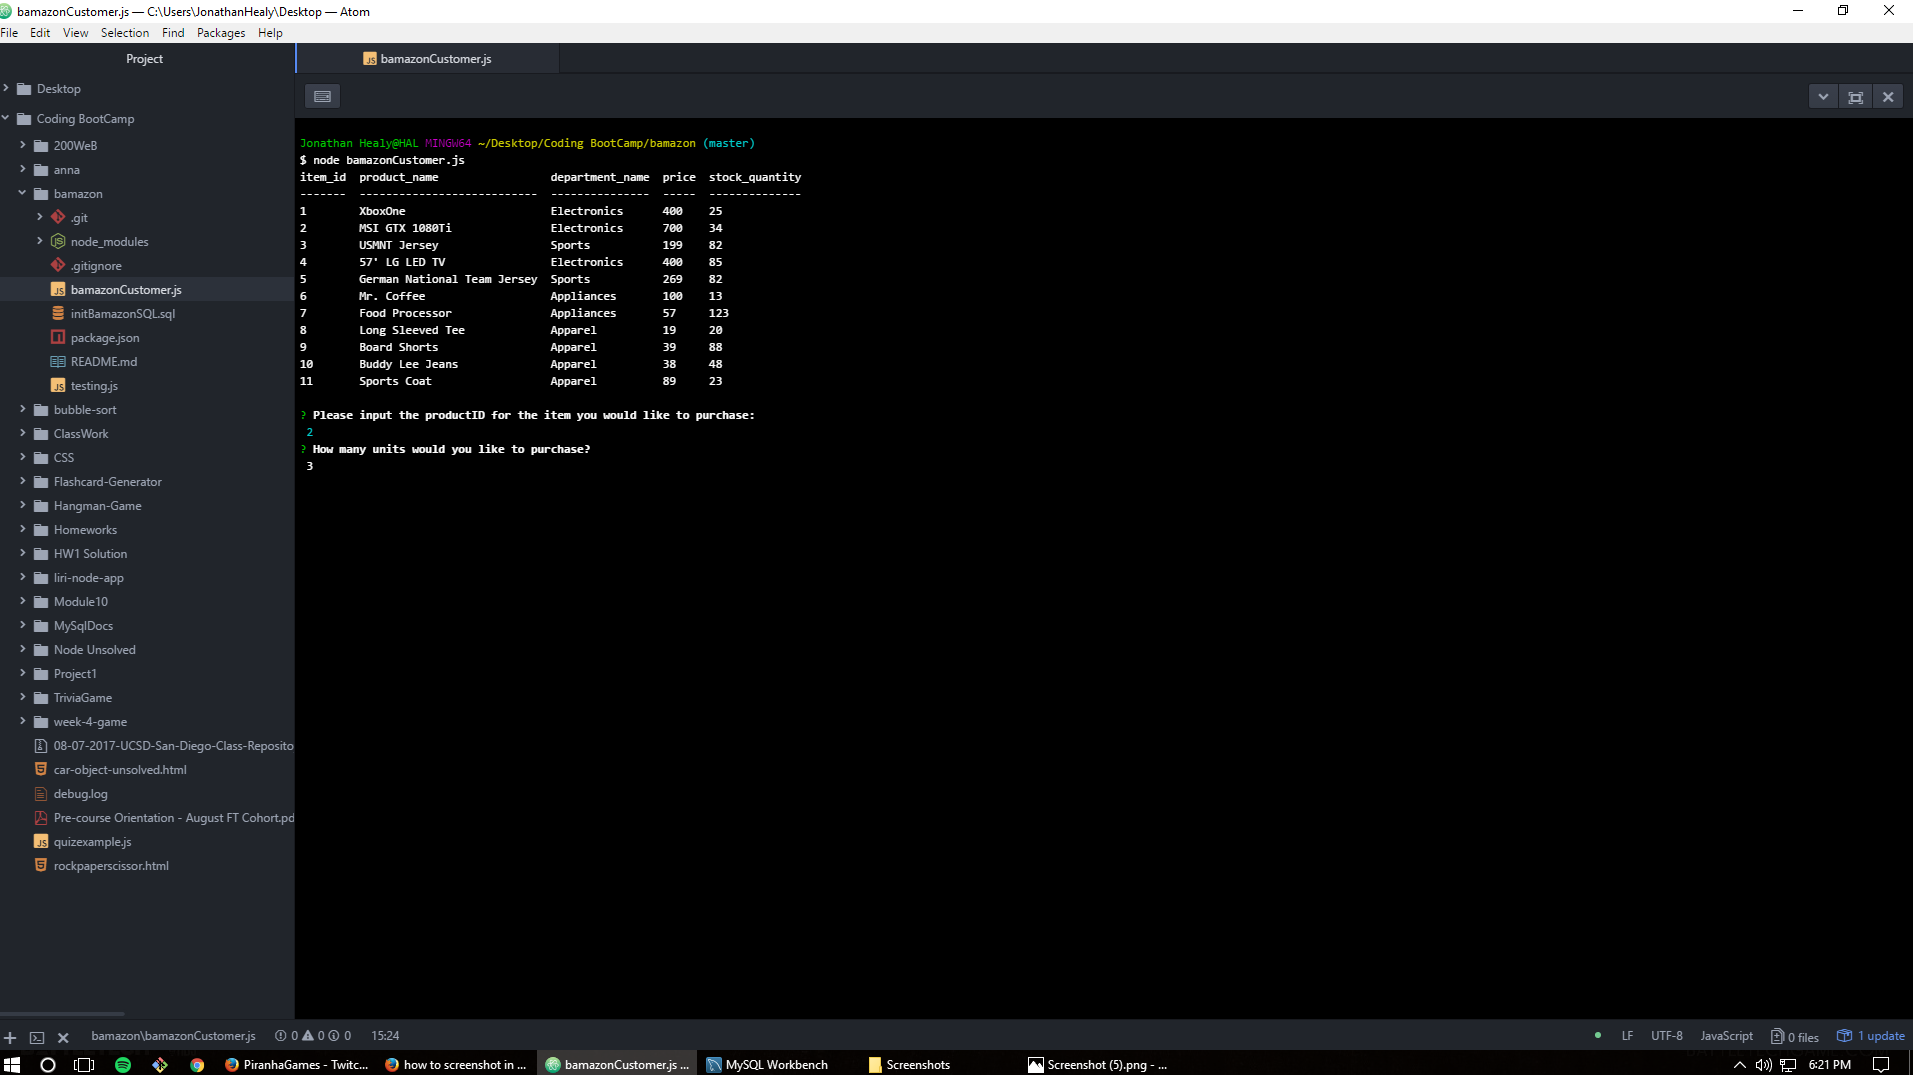 bamazonCustomer.js — C:\Users\JonathanHealy\Desktop — Atom
File Edit View Selection Find Packages Help
Project
bamazonCustomer.js
Desktop
Coding BootCamp
200WeB
anna
bamazon
.git
node_modules
.gitignore
bamazonCustomer.js
initBamazonSQL.sql
package.json
README.md
testing.js
bubble-sort
ClassWork
CSS
Flashcard-Generator
Hangman-Game
Homeworks
HW1 Solution
liri-node-app
Module10
MySqlDocs
Node Unsolved
Project1
TriviaGame
week-4-game
08-07-2017-UCSD-San-Diego-Class-Reposito
car-object-unsolved.html
debug.log
Pre-course Orientation - August FT Cohort.pd
quizexample.js
rockpaperscissor.html
Jonathan Healy@HAL MINGW64 ~/Desktop/Coding BootCamp/bamazon (master)
$ node bamazonCustomer.js
item_id product_name department_name price stock_quantity
------- --------------------------- --------------- ----- --------------
1 XboxOne Electronics 400 25
2 MSI GTX 1080Ti Electronics 700 34
3 USMNT Jersey Sports 199 82
4 57' LG LED TV Electronics 400 85
5 German National Team Jersey Sports 269 82
6 Mr. Coffee Appliances 100 13
7 Food Processor Appliances 57 123
8 Long Sleeved Tee Apparel 19 20
9 Board Shorts Apparel 39 88
10 Buddy Lee Jeans Apparel 38 48
11 Sports Coat Apparel 89 23
? Please input the productID for the item you would like to purchase:
2
? How many units would you like to purchase?
3
bamazon\bamazonCustomer.js 0 0 0 15:24 LF UTF-8 JavaScript 0 files 1 update
PiranhaGames - Twitc... how to screenshot in ... bamazonCustomer.js ... MySQL Workbench Screenshots Screenshot (5).png - ... 6:21 PM